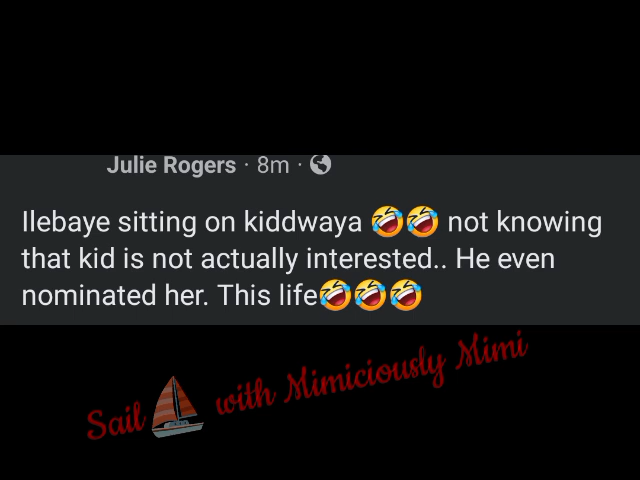 Julie Rogers · 8m ·
Ilebaye sitting on kiddwaya 🤣🤣 not knowing
that kid is not actually interested.. He even
nominated her. This life🤣🤣🤣
Sail with Mimiciously Mimi